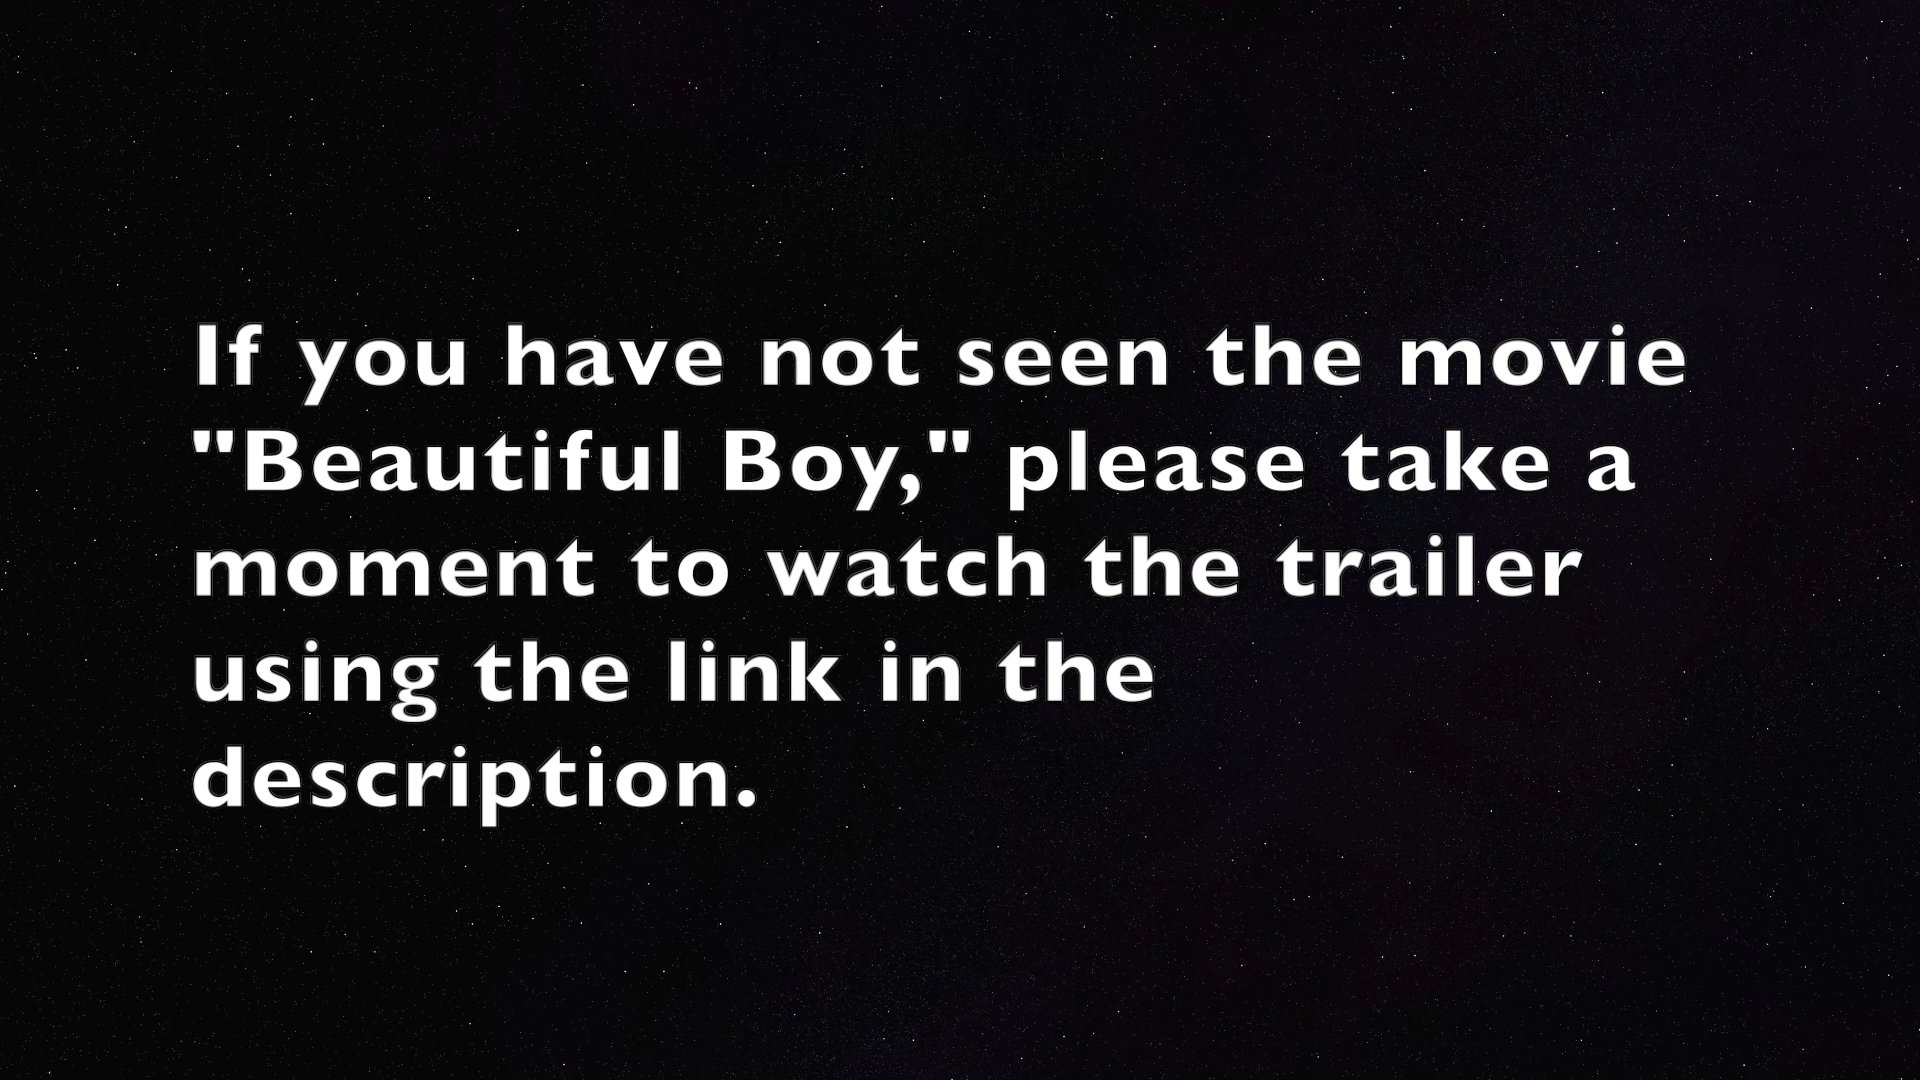 If you have not seen the movie
"Beautiful Boy," please take a
moment to watch the trailer
using the link in the
description.